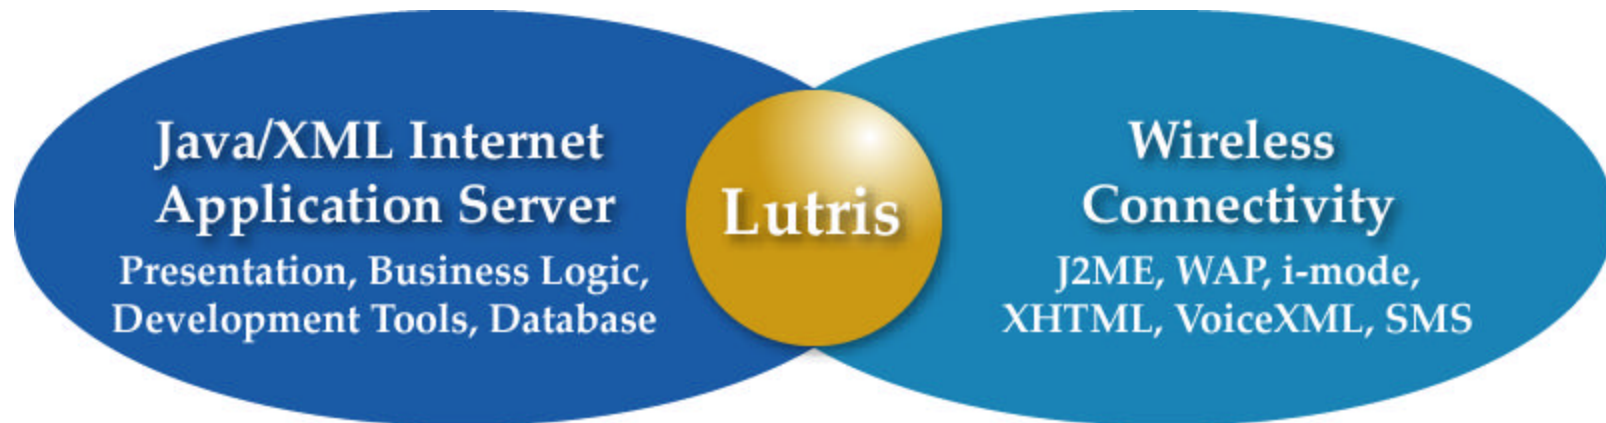 Java/XML Internet
Application Server
Presentation, Business Logic,
Development Tools, Database
Lutris
Wireless
Connectivity
J2ME, WAP, i-mode,
XHTML, VoiceXML, SMS